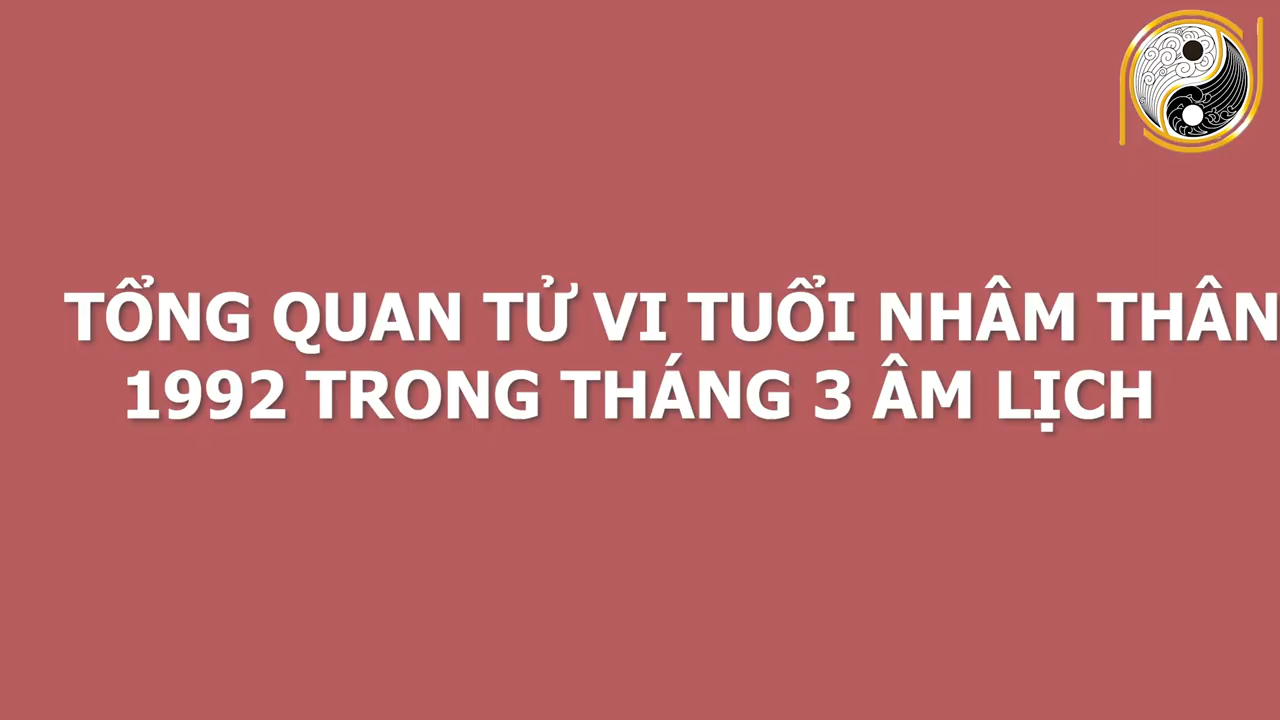 TỔNG QUAN TỬ VI TUỔI NHÂM THÂN
1992 TRONG THÁNG 3 ÂM LỊCH